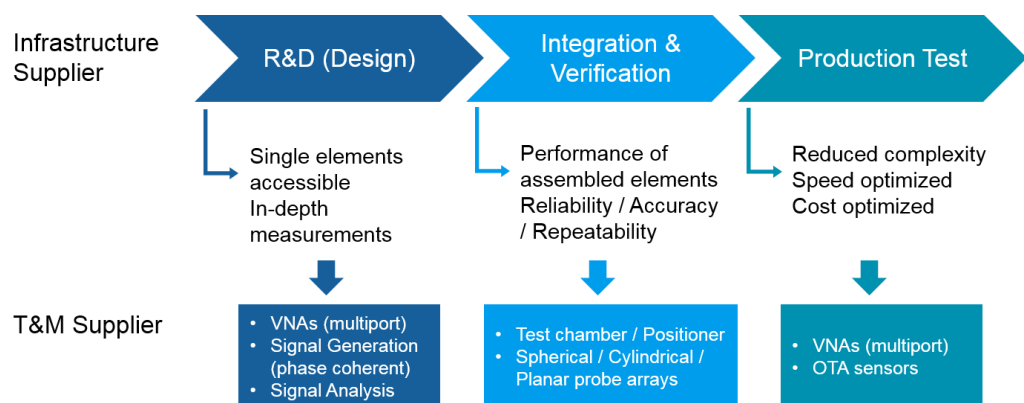 Infrastructure
Supplier
R&D (Design)
Integration &
Verification
Production Test
Single elements
accessible
In-depth
measurements
Performance of
assembled elements
Reliability / Accuracy
/ Repeatability
Reduced complexity
Speed optimized
Cost optimized
T&M Supplier
• VNAs (multiport)
• Signal Generation
(phase coherent)
• Signal Analysis
• Test chamber / Positioner
• Spherical / Cylindrical /
Planar probe arrays
• VNAs (multiport)
• OTA sensors